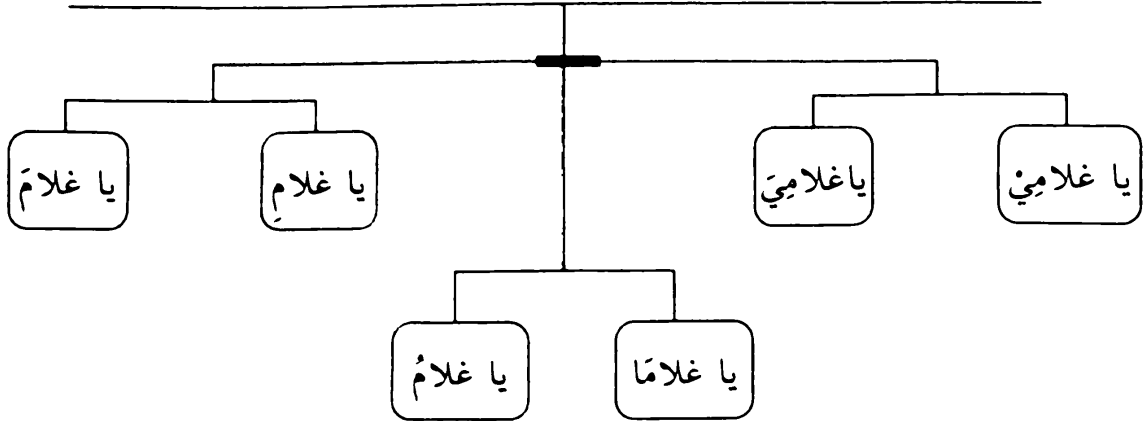 يا غلامِيْ
ياغلامِيَ
يا غلامِ
يا غلامَ
يا غلامَا
يا غلامُ